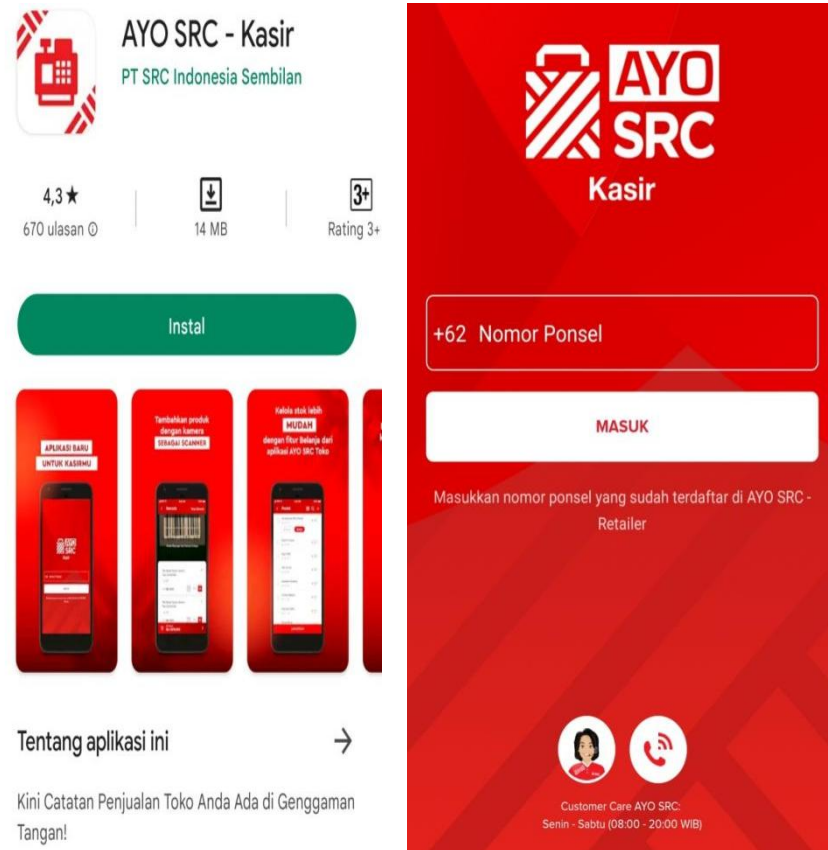 AYO SRC - Kasir
PT SRC Indonesia Sembilan
4,3★
670 ulasan
14 MB
3+
Rating 3+
Instal
APLIKASI BARU
UNTUK KASIRMU
Tambahkan produk
dengan kamera
SEBAGAI SCANNER
Kelola stok lebih
MUDAH
dengan fitur Belanja dari
aplikasi AYO SRC Toko
Tentang aplikasi ini
Kini Catatan Penjualan Toko Anda Ada di Genggaman
Tangan!
AYO
SRC
Kasir
+62 Nomor Ponsel
MASUK
Masukkan nomor ponsel yang sudah terdaftar di AYO SRC -
Retailer
Customer Care AYO SRC:
Senin - Sabtu (08:00 - 20:00 WIB)